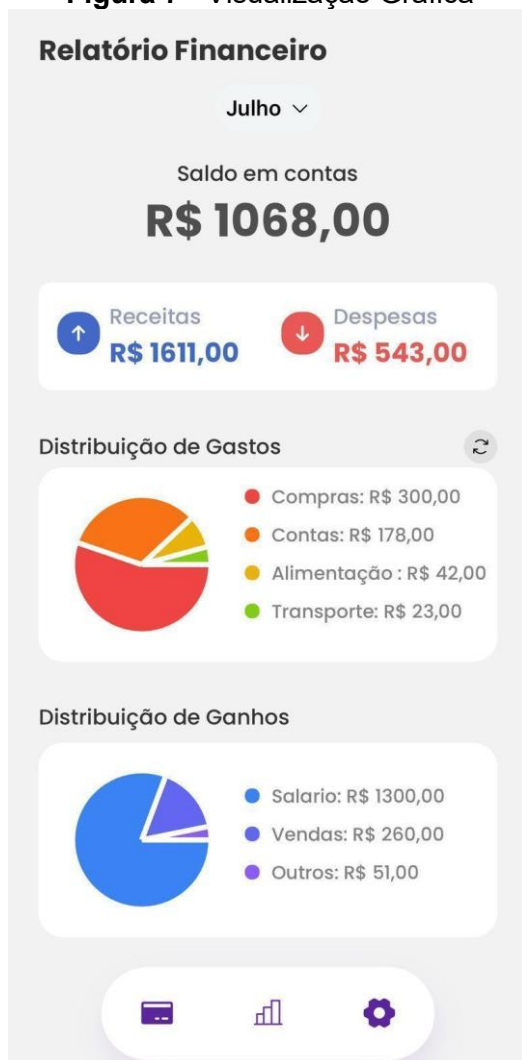 Visualização Gráfica
Relatório Financeiro
Julho
Saldo em contas
R$ 1068,00
Receitas
R$ 1611,00
Despesas
R$ 543,00
Distribuição de Gastos
Compras: R$ 300,00
Contas: R$ 178,00
Alimentação : R$ 42,00
Transporte: R$ 23,00
Distribuição de Ganhos
Salario: R$ 1300,00
Vendas: R$ 260,00
Outros: R$ 51,00